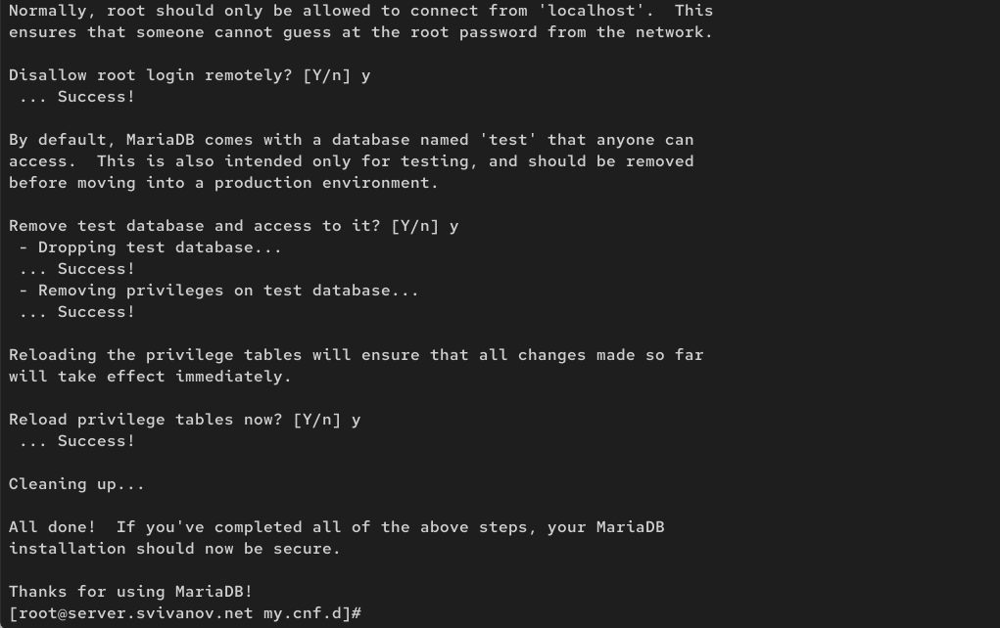 Normally, root should only be allowed to connect from 'localhost'.  This
ensures that someone cannot guess at the root password from the network.
Disallow root login remotely? [Y/n] y
 ... Success!
By default, MariaDB comes with a database named 'test' that anyone can
access.  This is also intended only for testing, and should be removed
before moving into a production environment.
Remove test database and access to it? [Y/n] y
 - Dropping test database...
 ... Success!
 - Removing privileges on test database...
 ... Success!
Reloading the privilege tables will ensure that all changes made so far
will take effect immediately.
Reload privilege tables now? [Y/n] y
 ... Success!
Cleaning up...
All done!  If you've completed all of the above steps, your MariaDB
installation should now be secure.
Thanks for using MariaDB!
[root@server.svivanov.net my.cnf.d]#